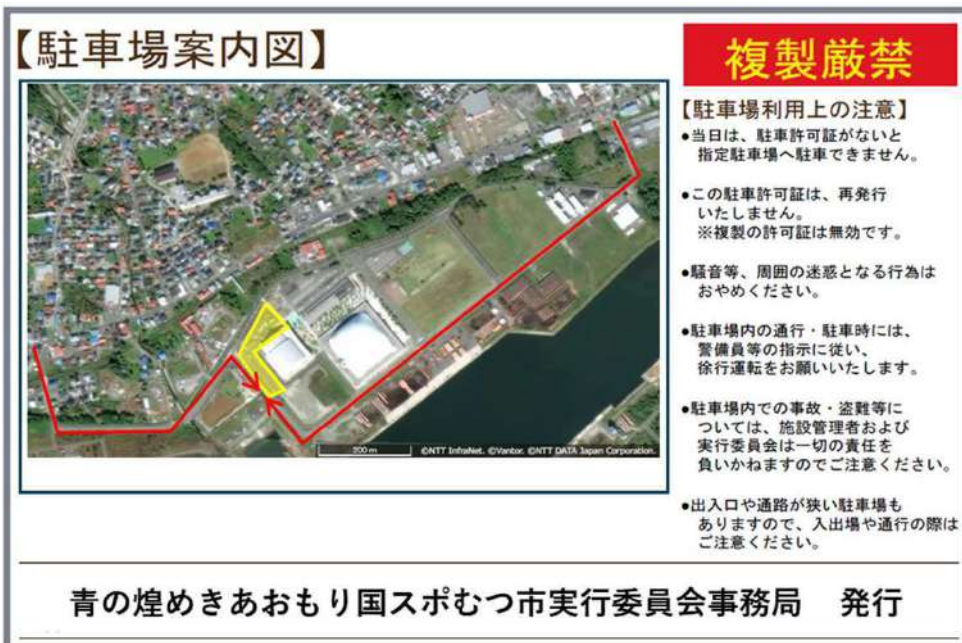 【駐車場案内図】
複製厳禁
【駐車場利用上の注意】
●当日は、駐車許可証がないと
指定駐車場へ駐車できません。
●この駐車許可証は、再発行
いたしません。
※複製の許可証は無効です。
●騒音等、周囲の迷惑となる行為は
おやめください。
●駐車場内の通行・駐車時には、
警備員等の指示に従い、
徐行運転をお願いいたします。
●駐車場内での事故・盗難等に
ついては、施設管理者および
実行委員会は一切の責任を
負いかねますのでご注意ください。
●出入口や通路が狭い駐車場も
ありますので、入出場や通行の際は
ご注意ください。
200 m
©NTT InfraNet. ©Vantor. ©NTT DATA Japan Corporation.
青の煌めきあおもり国スポむつ市実行委員会事務局　発行